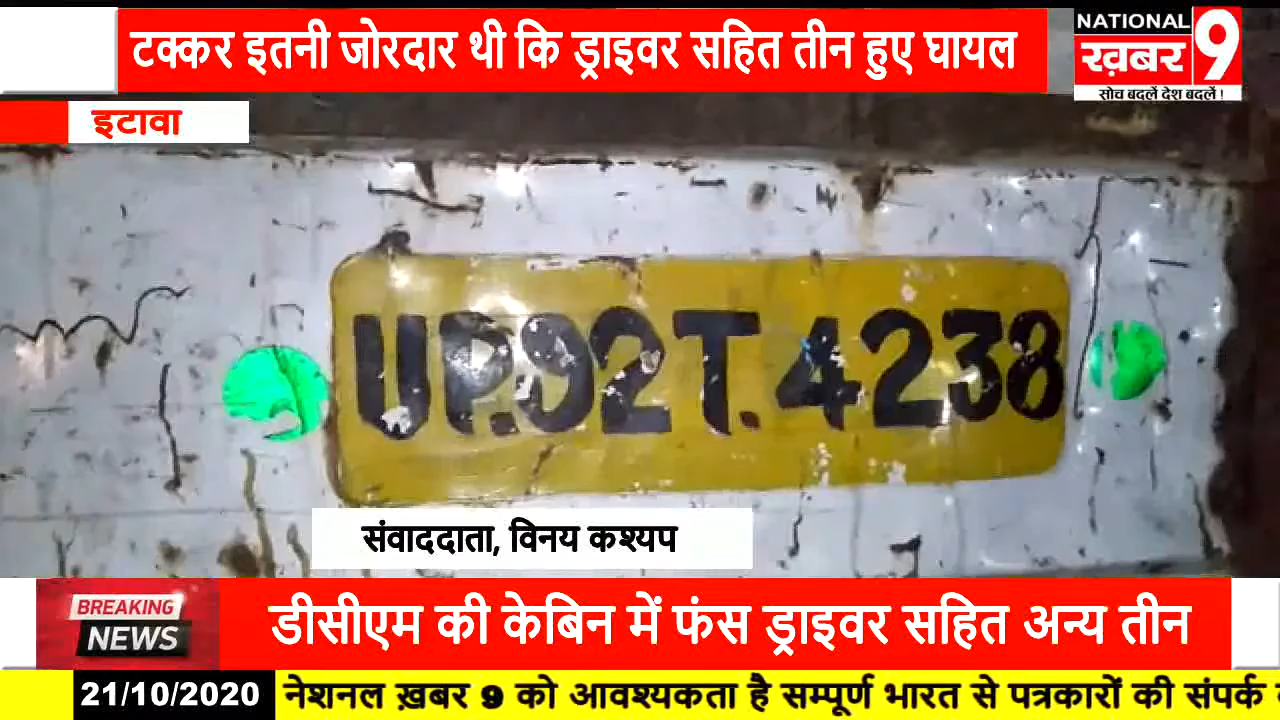 टक्कर इतनी जोरदार थी कि ड्राइवर सहित तीन हुए घायल
NATIONAL
ख़बर 9
सोच बदलें देश बदलें !
इटावा
UP.92T.4238
संवाददाता, विनय कश्यप
BREAKING
NEWS
डीसीएम की केबिन में फंस ड्राइवर सहित अन्य तीन
21/10/2020 नेशनल ख़बर 9 को आवश्यकता है सम्पूर्ण भारत से पत्रकारों की संपर्क